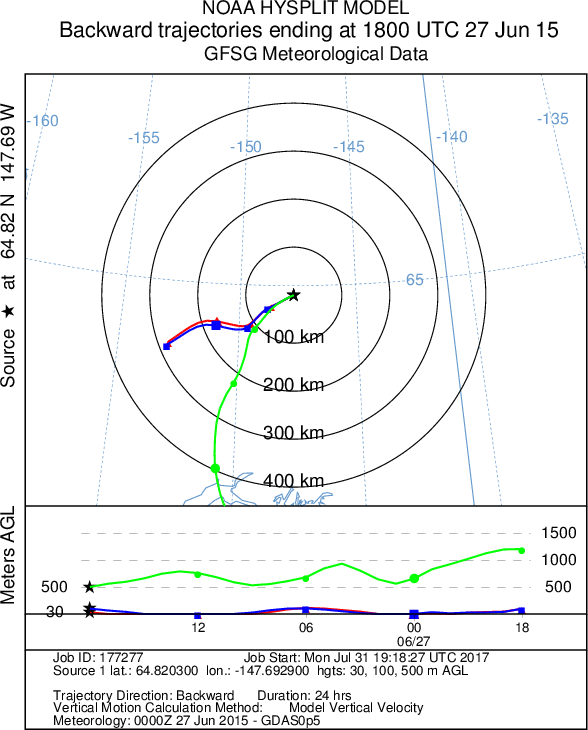 NOAA HYSPLIT MODEL
Backward trajectories ending at 1800 UTC 27 Jun 15
GFSG Meteorological Data
Source ★ at 64.82 N 147.69 W
-160
-155
-150
-145
-140
-135
65
100 km
200 km
300 km
400 km
Meters AGL
1500
1000
500
500
30
12
06
00
18
06/27
Job ID: 177277 Job Start: Mon Jul 31 19:18:27 UTC 2017
Source 1 lat.: 64.820300 lon.: -147.692900 hgts: 30, 100, 500 m AGL
Trajectory Direction: Backward Duration: 24 hrs
Vertical Motion Calculation Method: Model Vertical Velocity
Meteorology: 0000Z 27 Jun 2015 - GDAS0p5